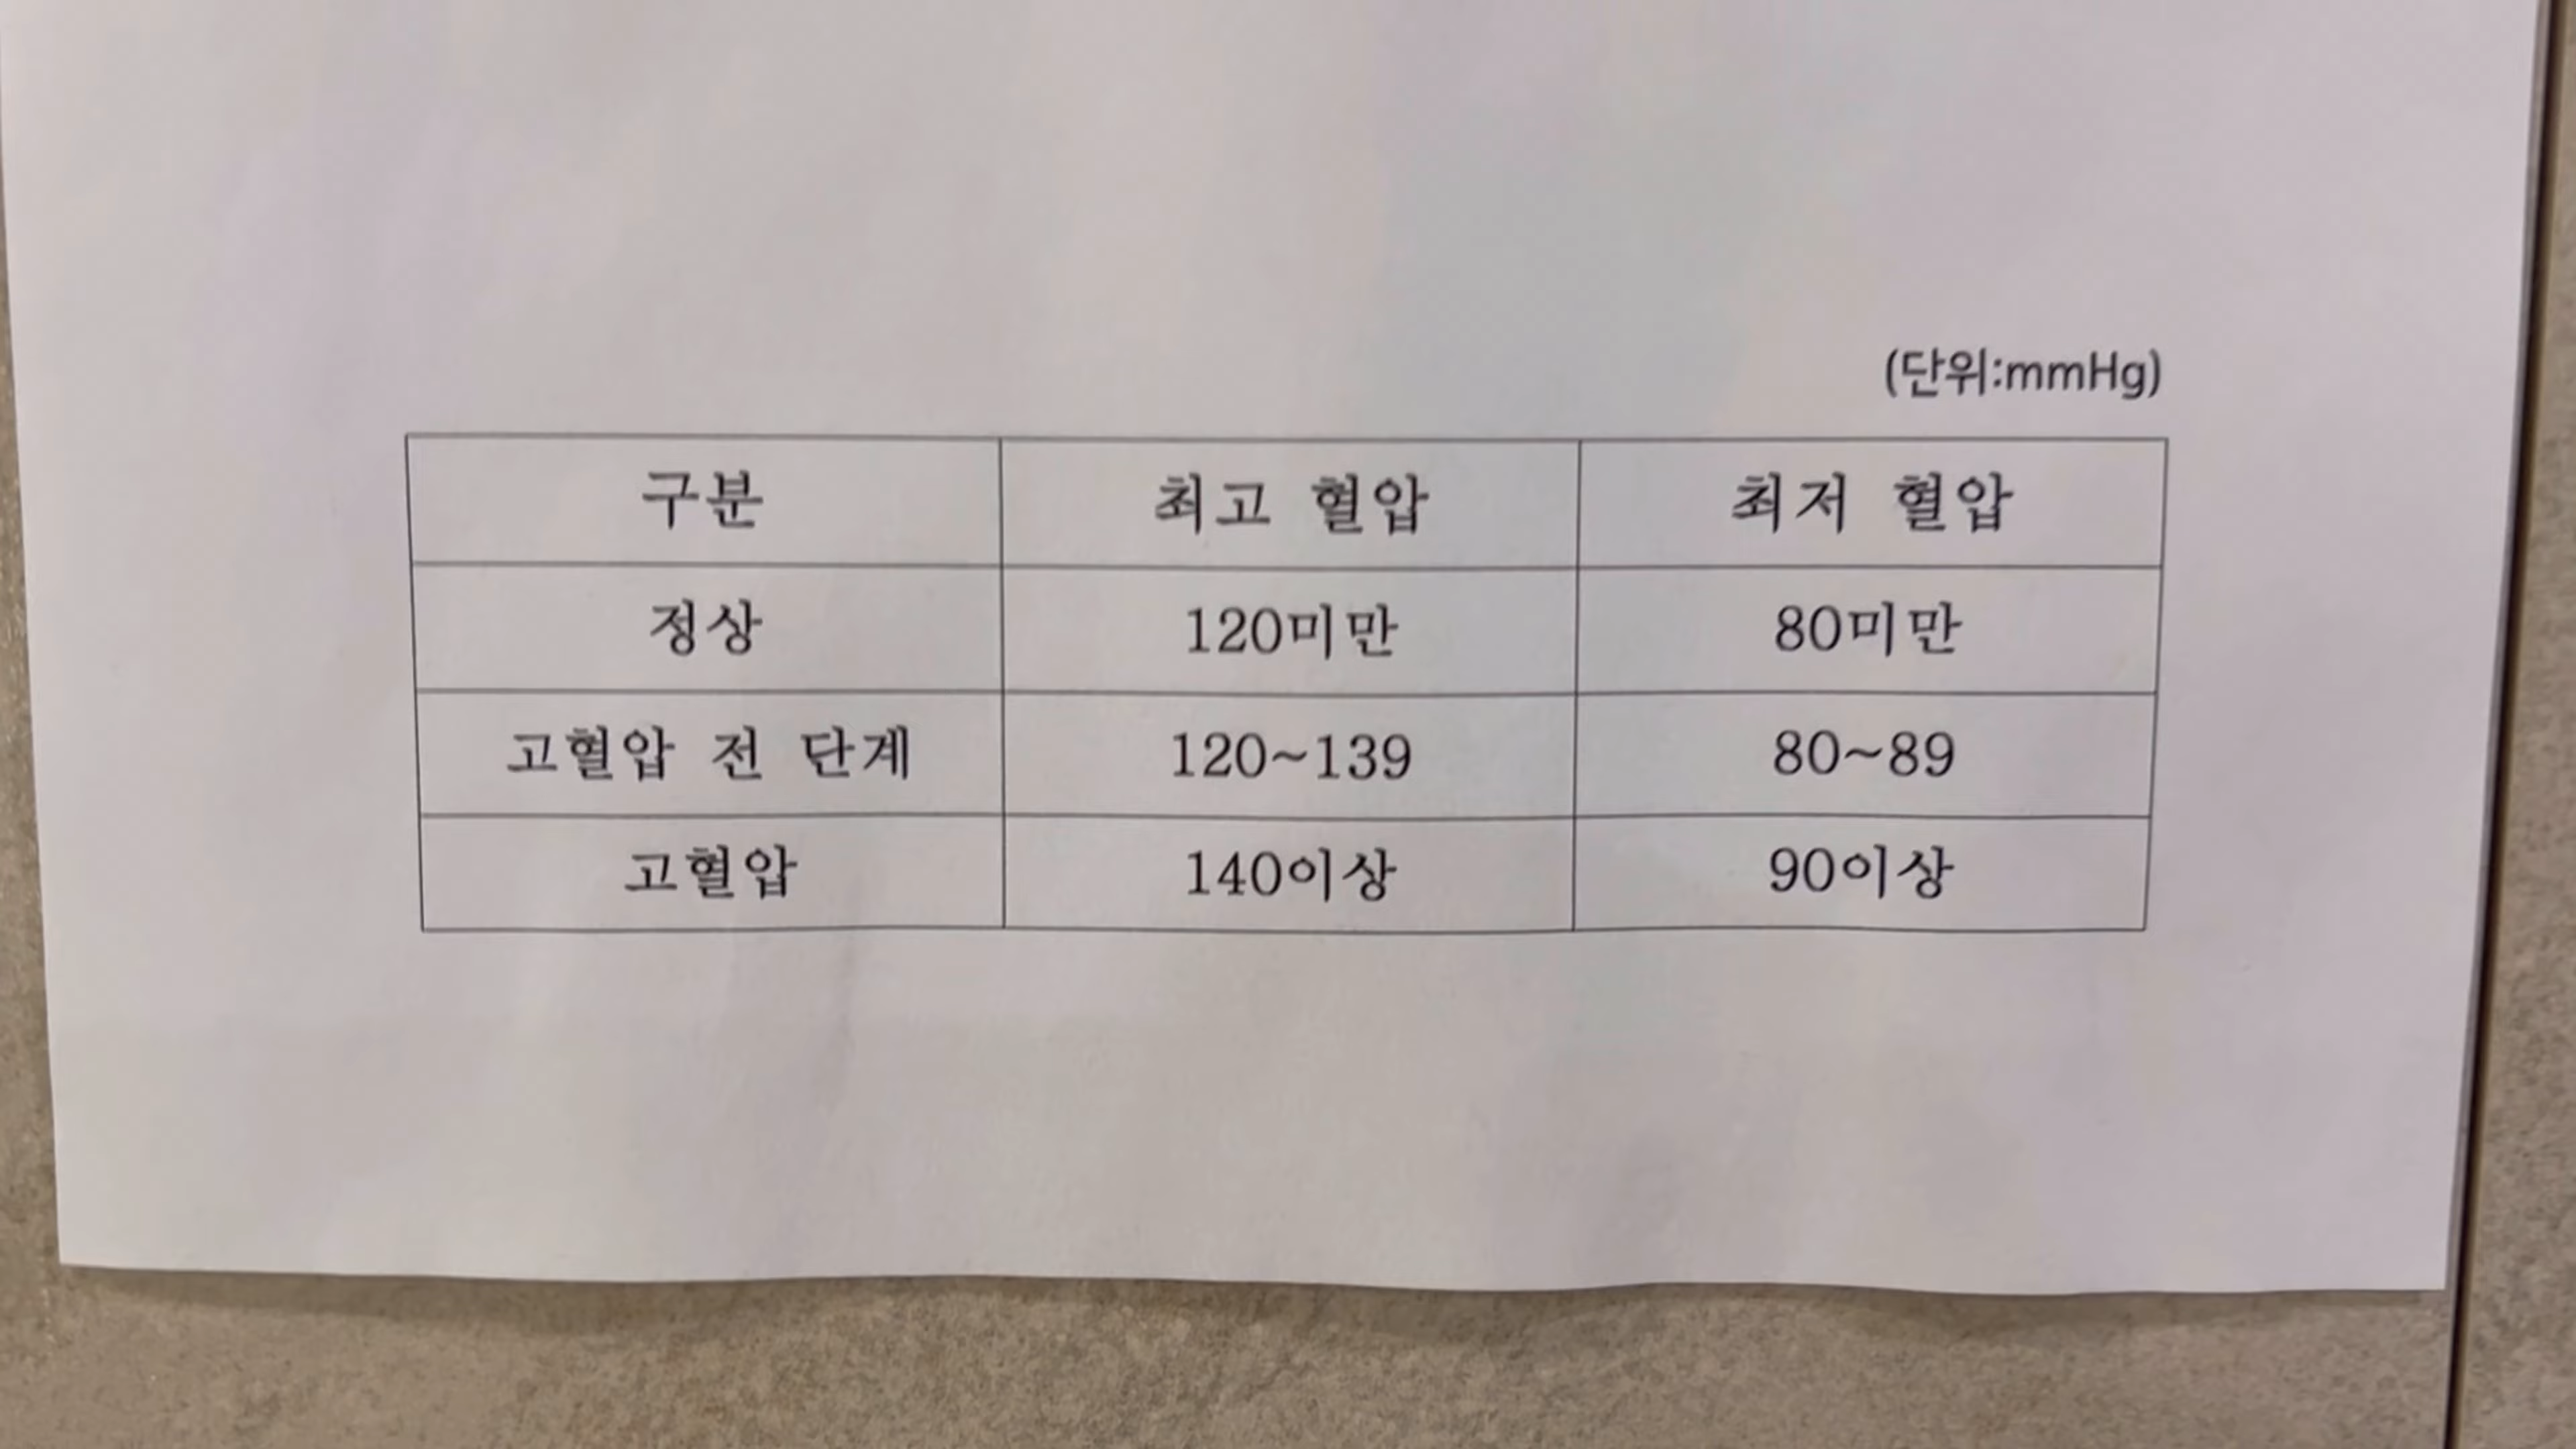 (단위:mmHg)
구분 최고 혈압 최저 혈압
정상 120미만 80미만
고혈압 전 단계 120~139 80~89
고혈압 140이상 90이상